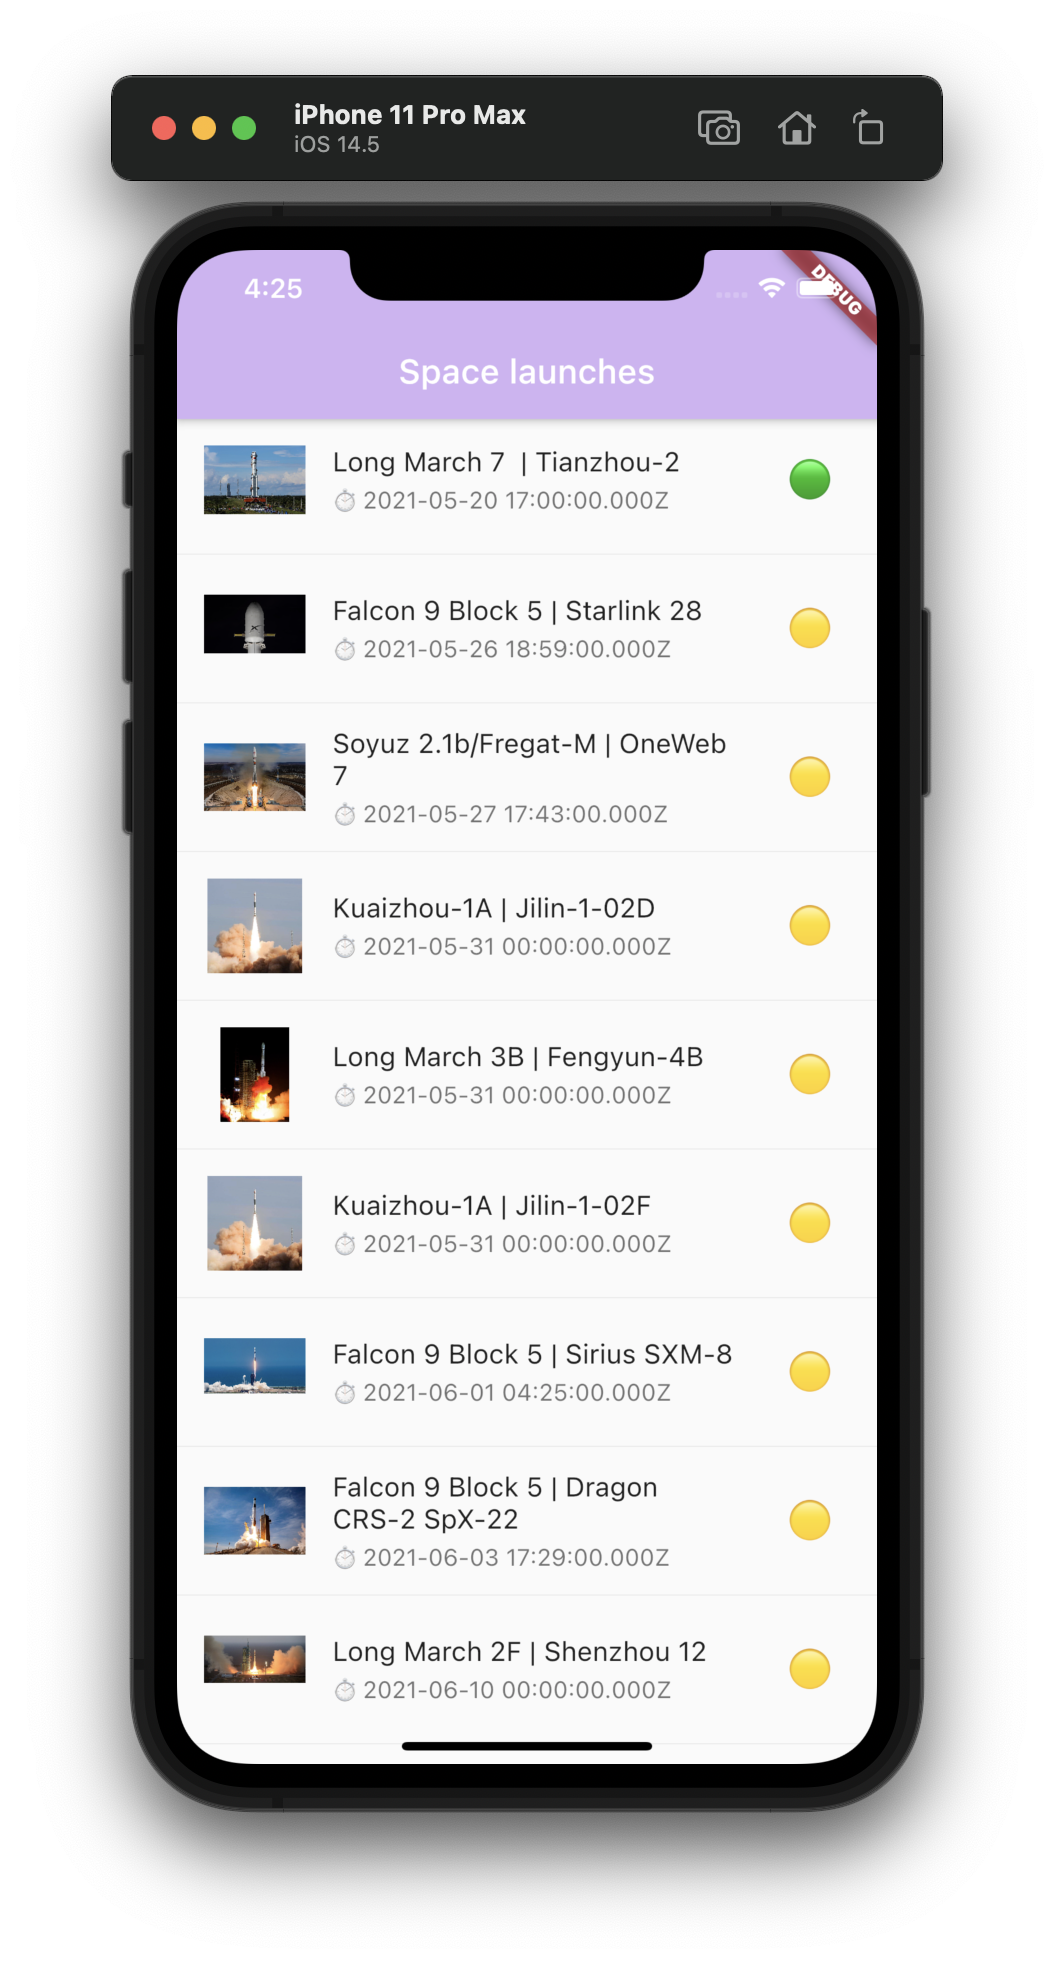 iPhone 11 Pro Max
iOS 14.5
4:25
DEBUG
Space launches
Long March 7  | Tianzhou-2
⏱ 2021-05-20 17:00:00.000Z
Falcon 9 Block 5 | Starlink 28
⏱ 2021-05-26 18:59:00.000Z
Soyuz 2.1b/Fregat-M | OneWeb
7
⏱ 2021-05-27 17:43:00.000Z
Kuaizhou-1A | Jilin-1-02D
⏱ 2021-05-31 00:00:00.000Z
Long March 3B | Fengyun-4B
⏱ 2021-05-31 00:00:00.000Z
Kuaizhou-1A | Jilin-1-02F
⏱ 2021-05-31 00:00:00.000Z
Falcon 9 Block 5 | Sirius SXM-8
⏱ 2021-06-01 04:25:00.000Z
Falcon 9 Block 5 | Dragon
CRS-2 SpX-22
⏱ 2021-06-03 17:29:00.000Z
Long March 2F | Shenzhou 12
⏱ 2021-06-10 00:00:00.000Z